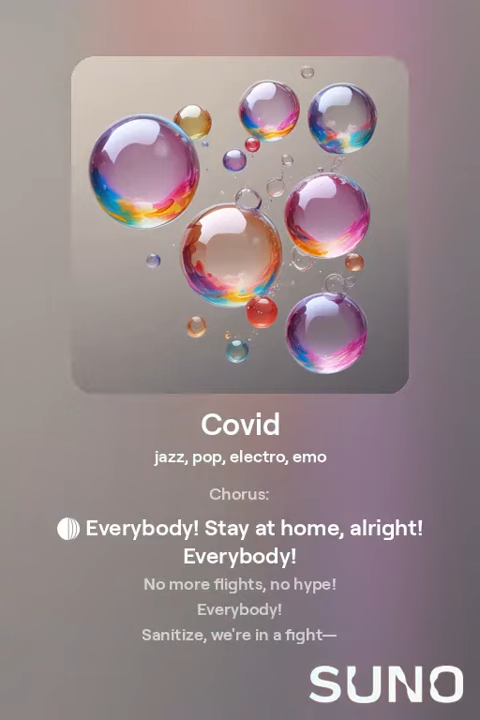 Covid
jazz, pop, electro, emo
Chorus:
Everybody! Stay at home, alright!
Everybody!
No more flights, no hype!
Everybody!
Sanitize, we're in a fight—
SUNO